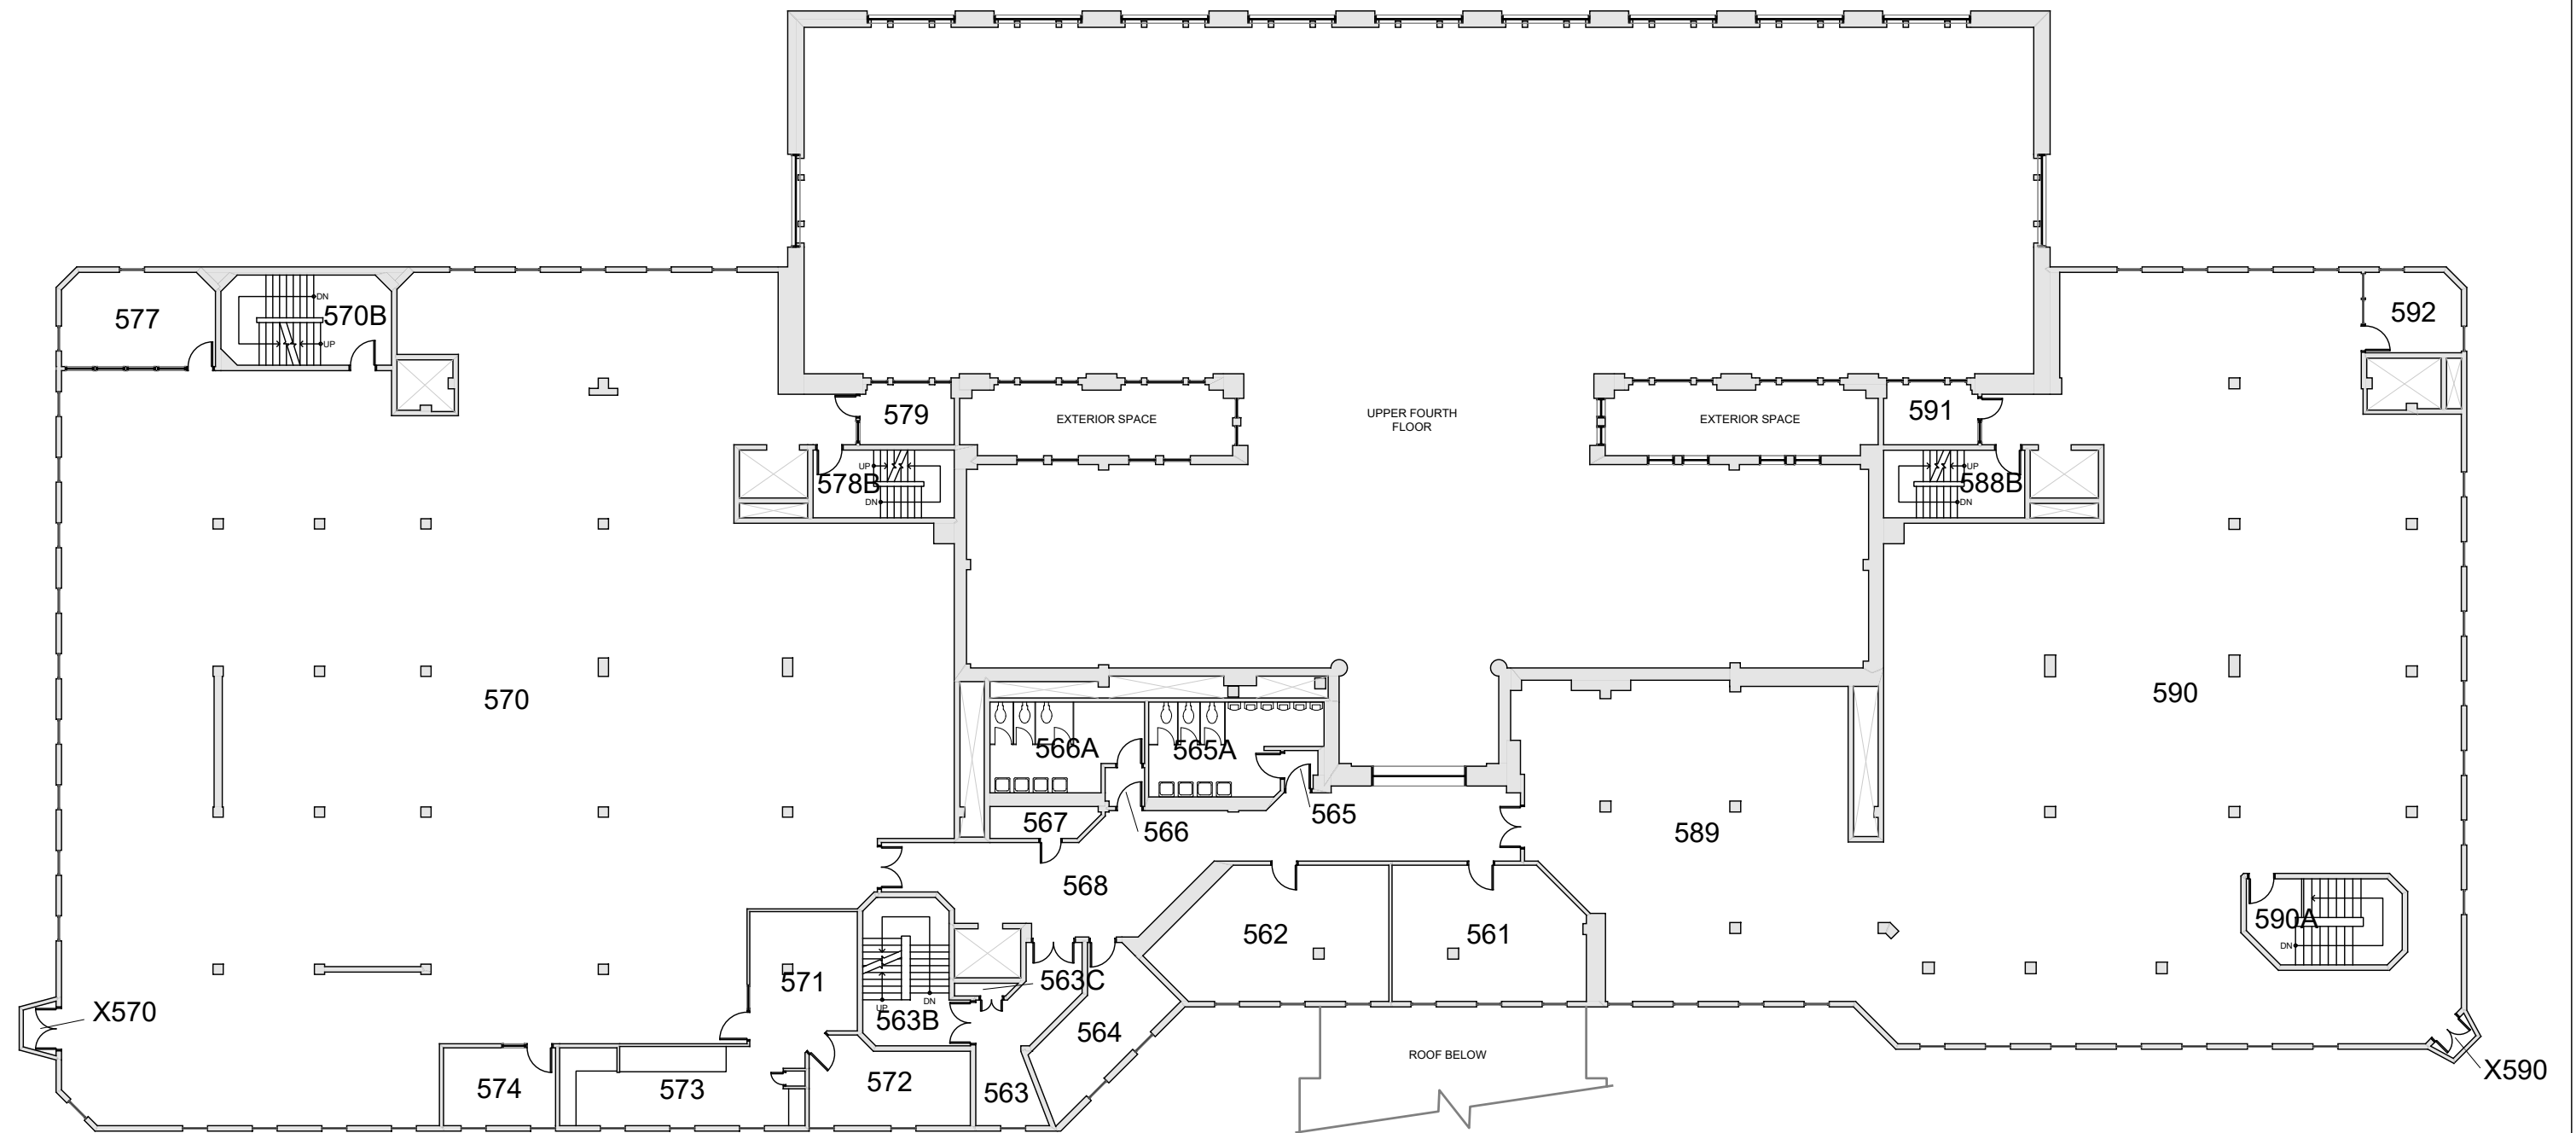 577
DN
570B
UP
592
579
EXTERIOR SPACE
UPPER FOURTH
FLOOR
EXTERIOR SPACE
591
UP
578B
DN
UP
588B
DN
570
590
566A
565A
567
566
565
589
568
590A
DN
562
561
571
563C
X570
UP
DN
563B
564
ROOF BELOW
574
573
572
563
X590